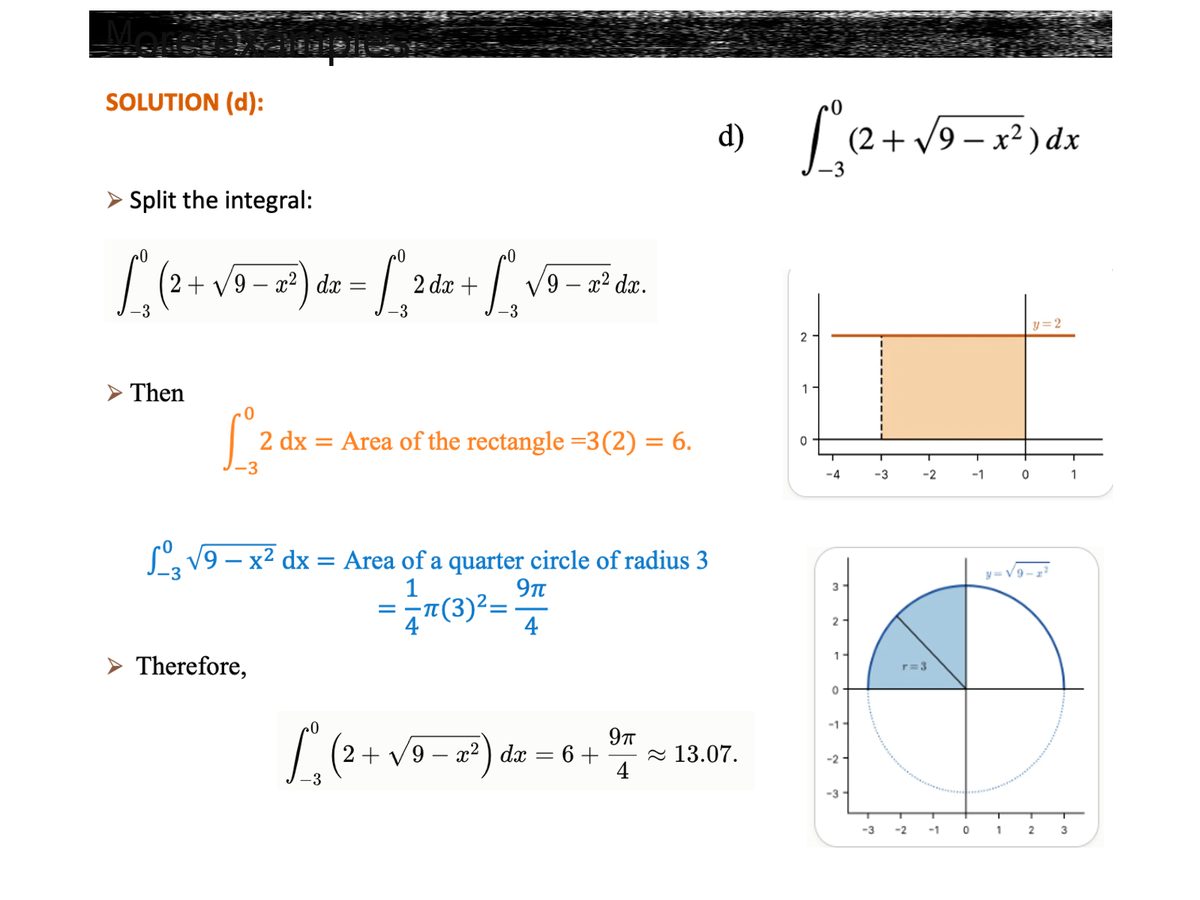 More examples
SOLUTION (d):
d) ∫_{−3}^{0} (2 + √(9 − x²)) dx
➢ Split the integral:
∫_{−3}^{0} (2 + √(9 − x²)) dx = ∫_{−3}^{0} 2 dx + ∫_{−3}^{0} √(9 − x²) dx.
➢ Then
∫_{−3}^{0} 2 dx = Area of the rectangle =3(2) = 6.
∫_{−3}^{0} √(9 − x²) dx = Area of a quarter circle of radius 3
= 1/4 π(3)²= 9π/4
➢ Therefore,
∫_{−3}^{0} (2 + √(9 − x²)) dx = 6 + 9π/4 ≈ 13.07.
y = 2
2
1
0
-4 -3 -2 -1 0 1
y = √(9 − x²)
3
2
1
r = 3
0
-1
-2
-3
-3 -2 -1 0 1 2 3